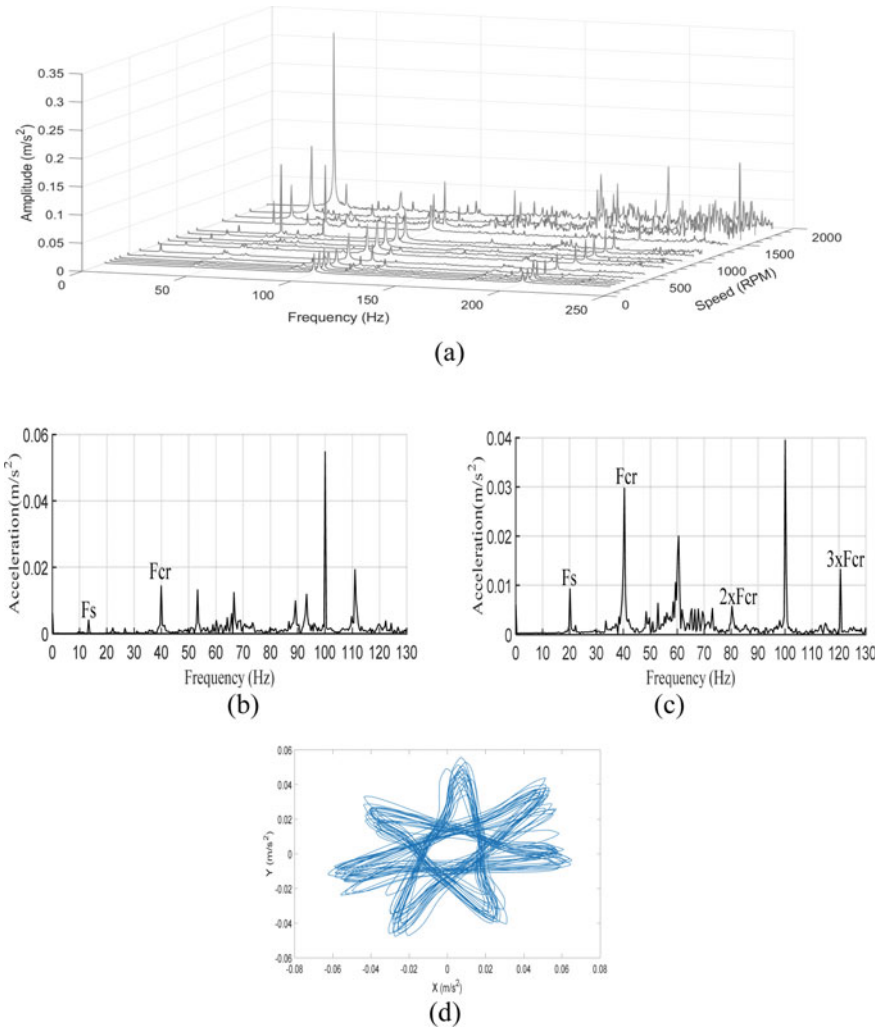 0.35
0.3
0.25
0.2
0.15
0.1
0.05
0
Amplitude (m/s²)
0 50 100 150 200 250
Frequency (Hz)
0 500 1000 1500 2000
Speed (RPM)
(a)
0.06
0.04
0.02
0
Acceleration(m/s²)
Fs
Fcr
0 10 20 30 40 50 60 70 80 90 100 110 120 130
Frequency (Hz)
(b)
0.04
0.03
0.02
0.01
0
Acceleration(m/s²)
Fs
Fcr
2xFcr
3xFcr
0 10 20 30 40 50 60 70 80 90 100 110 120 130
Frequency (Hz)
(c)
0.06
0.04
0.02
0
-0.02
-0.04
-0.06
Y (m/s²)
-0.08 -0.06 -0.04 -0.02 0 0.02 0.04 0.06 0.08
X (m/s²)
(d)